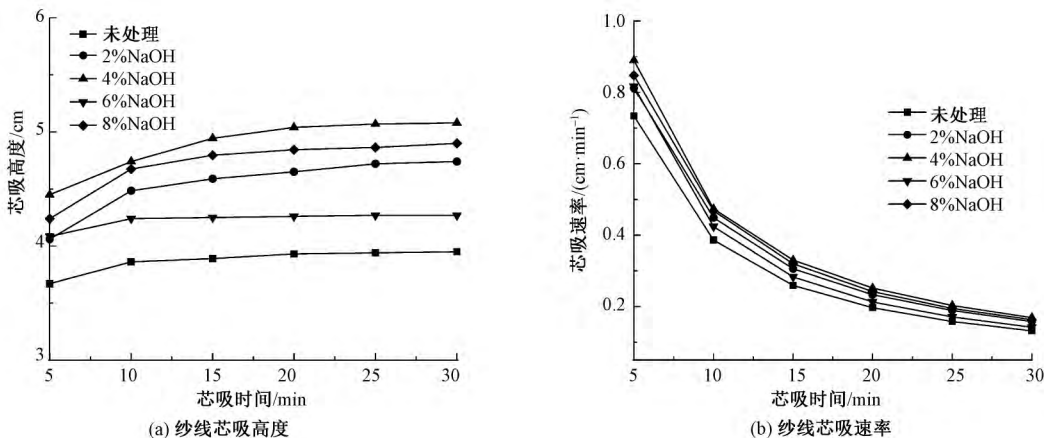 6
5
4
3
芯吸高度/cm
未处理
2%NaOH
4%NaOH
6%NaOH
8%NaOH
5 10 15 20 25 30
芯吸时间/min
(a) 纱线芯吸高度
1.0
0.8
0.6
0.4
0.2
芯吸速率/(cm·min⁻¹)
未处理
2%NaOH
4%NaOH
6%NaOH
8%NaOH
5 10 15 20 25 30
芯吸时间/min
(b) 纱线芯吸速率